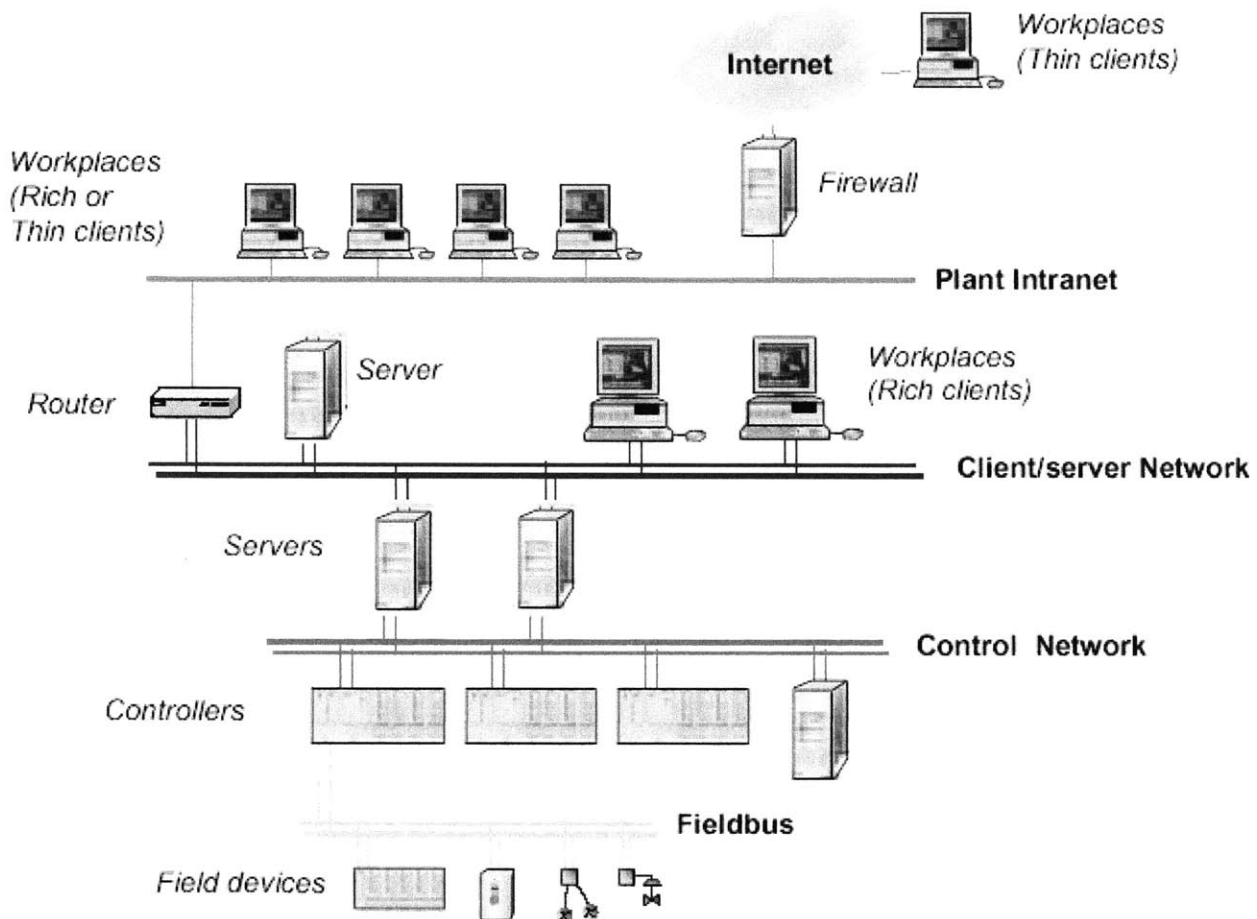 Workplaces
(Thin clients)
Internet
Workplaces
(Rich or
Thin clients)
Firewall
Plant Intranet
Server
Workplaces
(Rich clients)
Router
Client/server Network
Servers
Control Network
Controllers
Fieldbus
Field devices